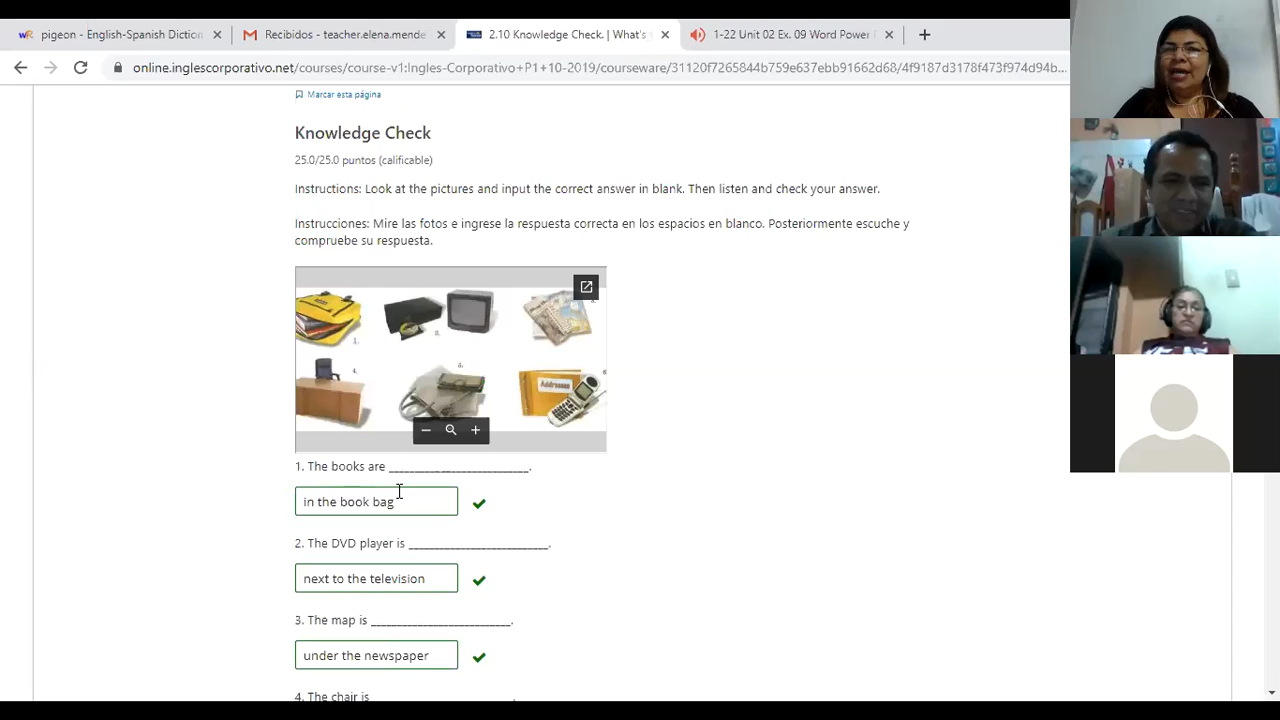 pigeon - English-Spanish Diction
Recibidos - teacher.elena.mende
2.10 Knowledge Check. | What's
1-22 Unit 02 Ex. 09 Word Power
online.inglescorporativo.net/courses/course-v1:Ingles-Corporativo+P1+10-2019/courseware/31120f7265844b759e637ebb91662d68/4f9187d3178f473f974d94b...
Marcar esta página
Knowledge Check
25.0/25.0 puntos (calificable)
Instructions: Look at the pictures and input the correct answer in blank. Then listen and check your answer.
Instrucciones: Mire las fotos e ingrese la respuesta correcta en los espacios en blanco. Posteriormente escuche y
compruebe su respuesta.
Addresses
1. The books are ____________________________.
in the book bag
2. The DVD player is ____________________________.
next to the television
3. The map is ____________________________.
under the newspaper
4. The chair is ____________________________.